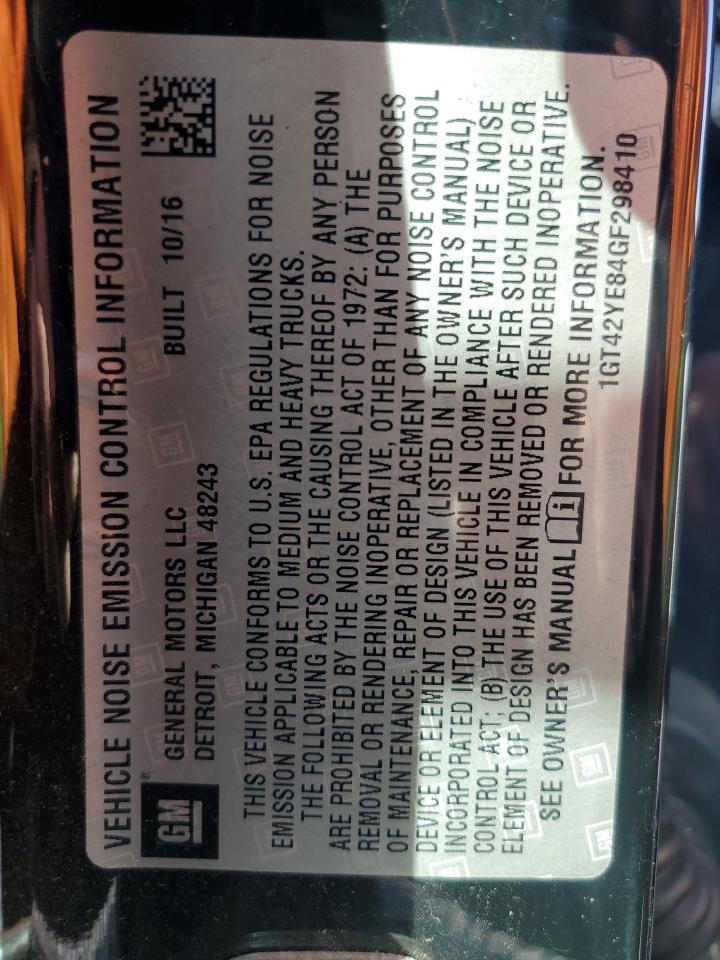 VEHICLE NOISE EMISSION CONTROL INFORMATION
GM®
GENERAL MOTORS LLC
DETROIT, MICHIGAN 48243
BUILT 10/16
THIS VEHICLE CONFORMS TO U.S. EPA REGULATIONS FOR NOISE
EMISSION APPLICABLE TO MEDIUM AND HEAVY TRUCKS.
THE FOLLOWING ACTS OR THE CAUSING THEREOF BY ANY PERSON
ARE PROHIBITED BY THE NOISE CONTROL ACT OF 1972: (A) THE
REMOVAL OR RENDERING INOPERATIVE, OTHER THAN FOR PURPOSES
OF MAINTENANCE, REPAIR OR REPLACEMENT OF ANY NOISE CONTROL
DEVICE OR ELEMENT OF DESIGN (LISTED IN THE OWNER'S MANUAL)
INCORPORATED INTO THIS VEHICLE IN COMPLIANCE WITH THE NOISE
CONTROL ACT; (B) THE USE OF THIS VEHICLE AFTER SUCH DEVICE OR
ELEMENT OF DESIGN HAS BEEN REMOVED OR RENDERED INOPERATIVE.
SEE OWNER'S MANUAL i FOR MORE INFORMATION.
1GT42YE84GF298410